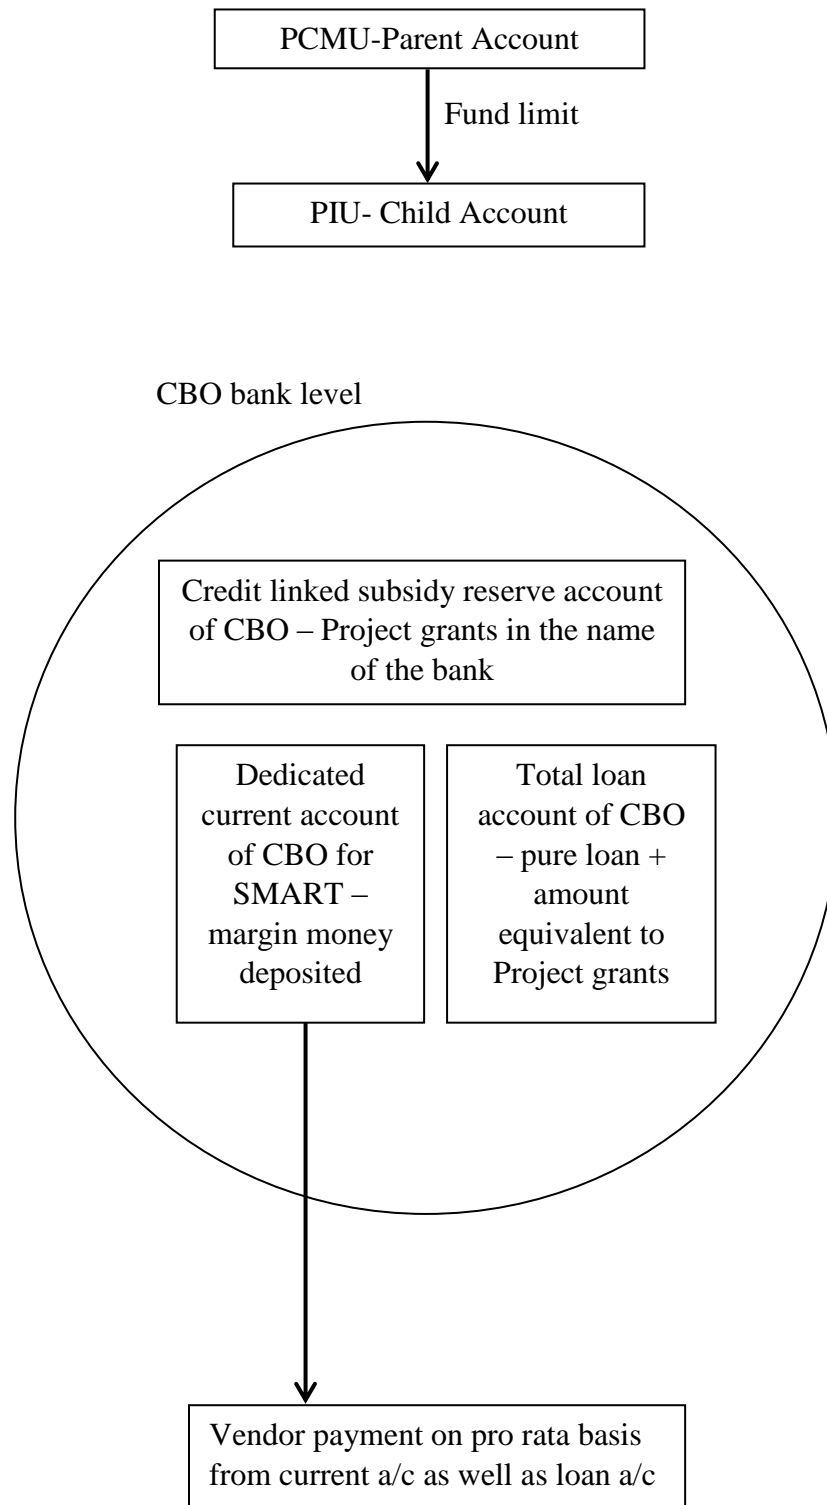 PCMU-Parent Account
Fund limit
PIU- Child Account
CBO bank level
Credit linked subsidy reserve account
of CBO – Project grants in the name
of the bank
Dedicated
current account
of CBO for
SMART –
margin money
deposited
Total loan
account of CBO
– pure loan +
amount
equivalent to
Project grants
Vendor payment on pro rata basis
from current a/c as well as loan a/c